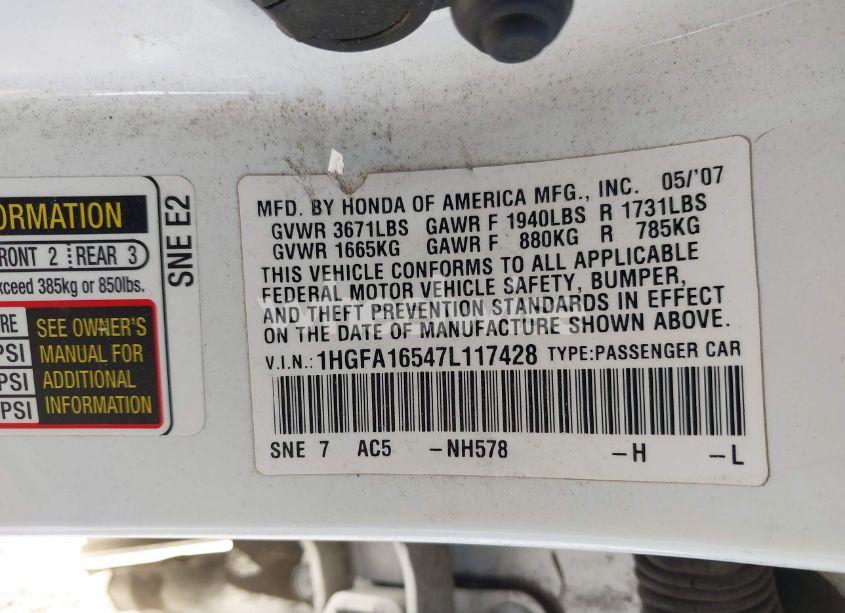 ORMATION
FRONT 2 REAR 3
xceed 385kg or 850lbs.
RE
PSI
PSI
PSI
SEE OWNER'S
MANUAL FOR
ADDITIONAL
INFORMATION
SNE E2
MFD. BY HONDA OF AMERICA MFG., INC. 05/'07
GVWR 3671LBS GAWR F 1940LBS R 1731LBS
GVWR 1665KG GAWR F 880KG R 785KG
THIS VEHICLE CONFORMS TO ALL APPLICABLE
FEDERAL MOTOR VEHICLE SAFETY, BUMPER,
AND THEFT PREVENTION STANDARDS IN EFFECT
ON THE DATE OF MANUFACTURE SHOWN ABOVE.
V.I.N.:1HGFA16547L117428 TYPE:PASSENGER CAR
SNE 7 AC5 -NH578 -H -L